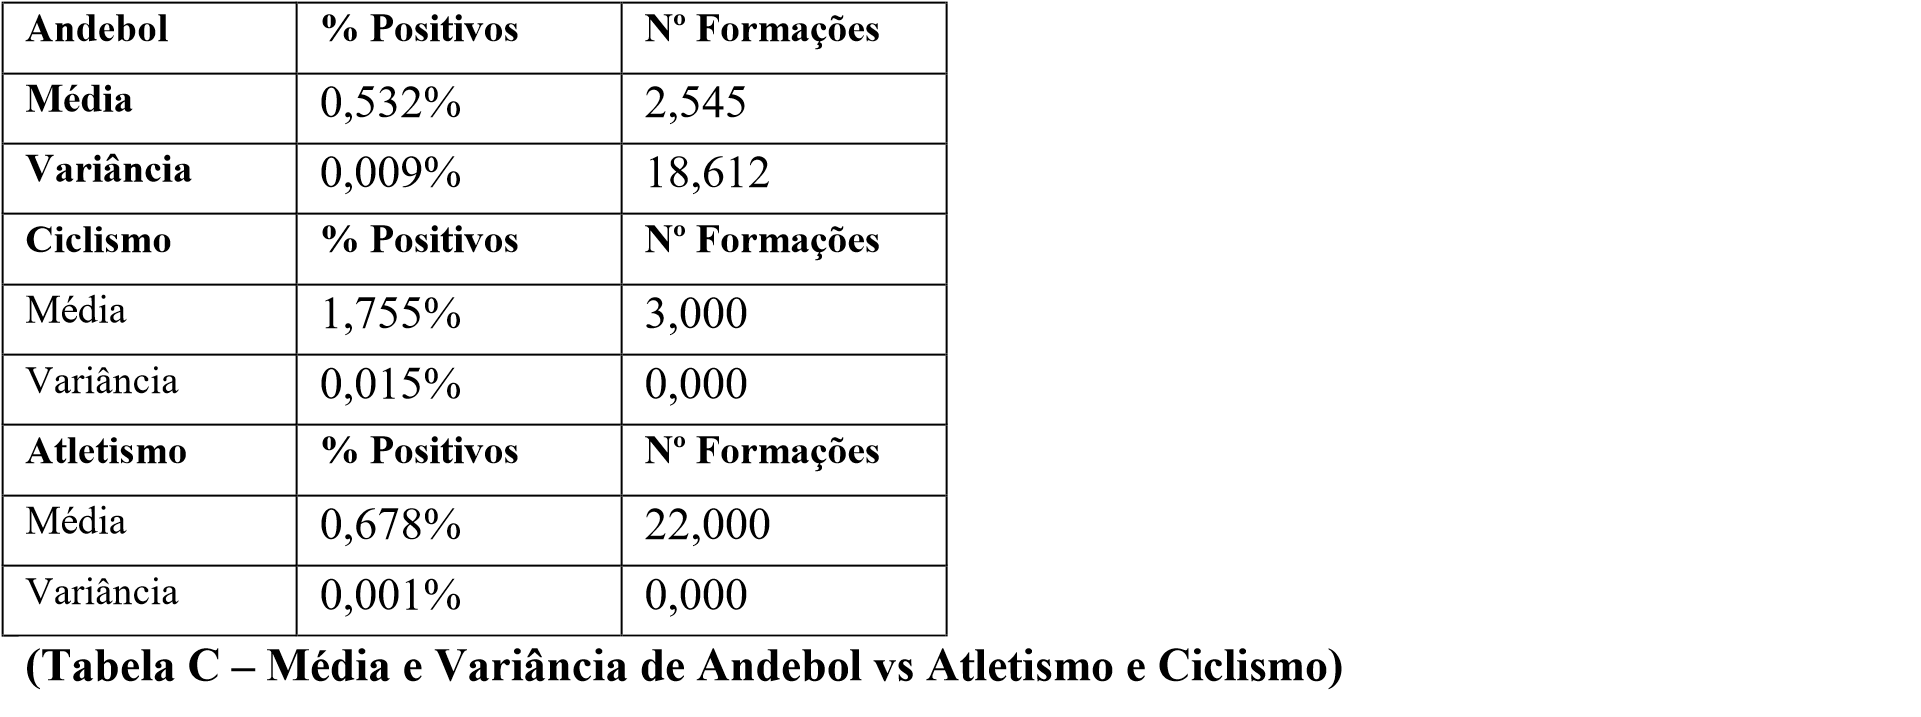 Andebol % Positivos Nº Formações
Média 0,532% 2,545
Variância 0,009% 18,612
Ciclismo % Positivos Nº Formações
Média 1,755% 3,000
Variância 0,015% 0,000
Atletismo % Positivos Nº Formações
Média 0,678% 22,000
Variância 0,001% 0,000
(Tabela C – Média e Variância de Andebol vs Atletismo e Ciclismo)